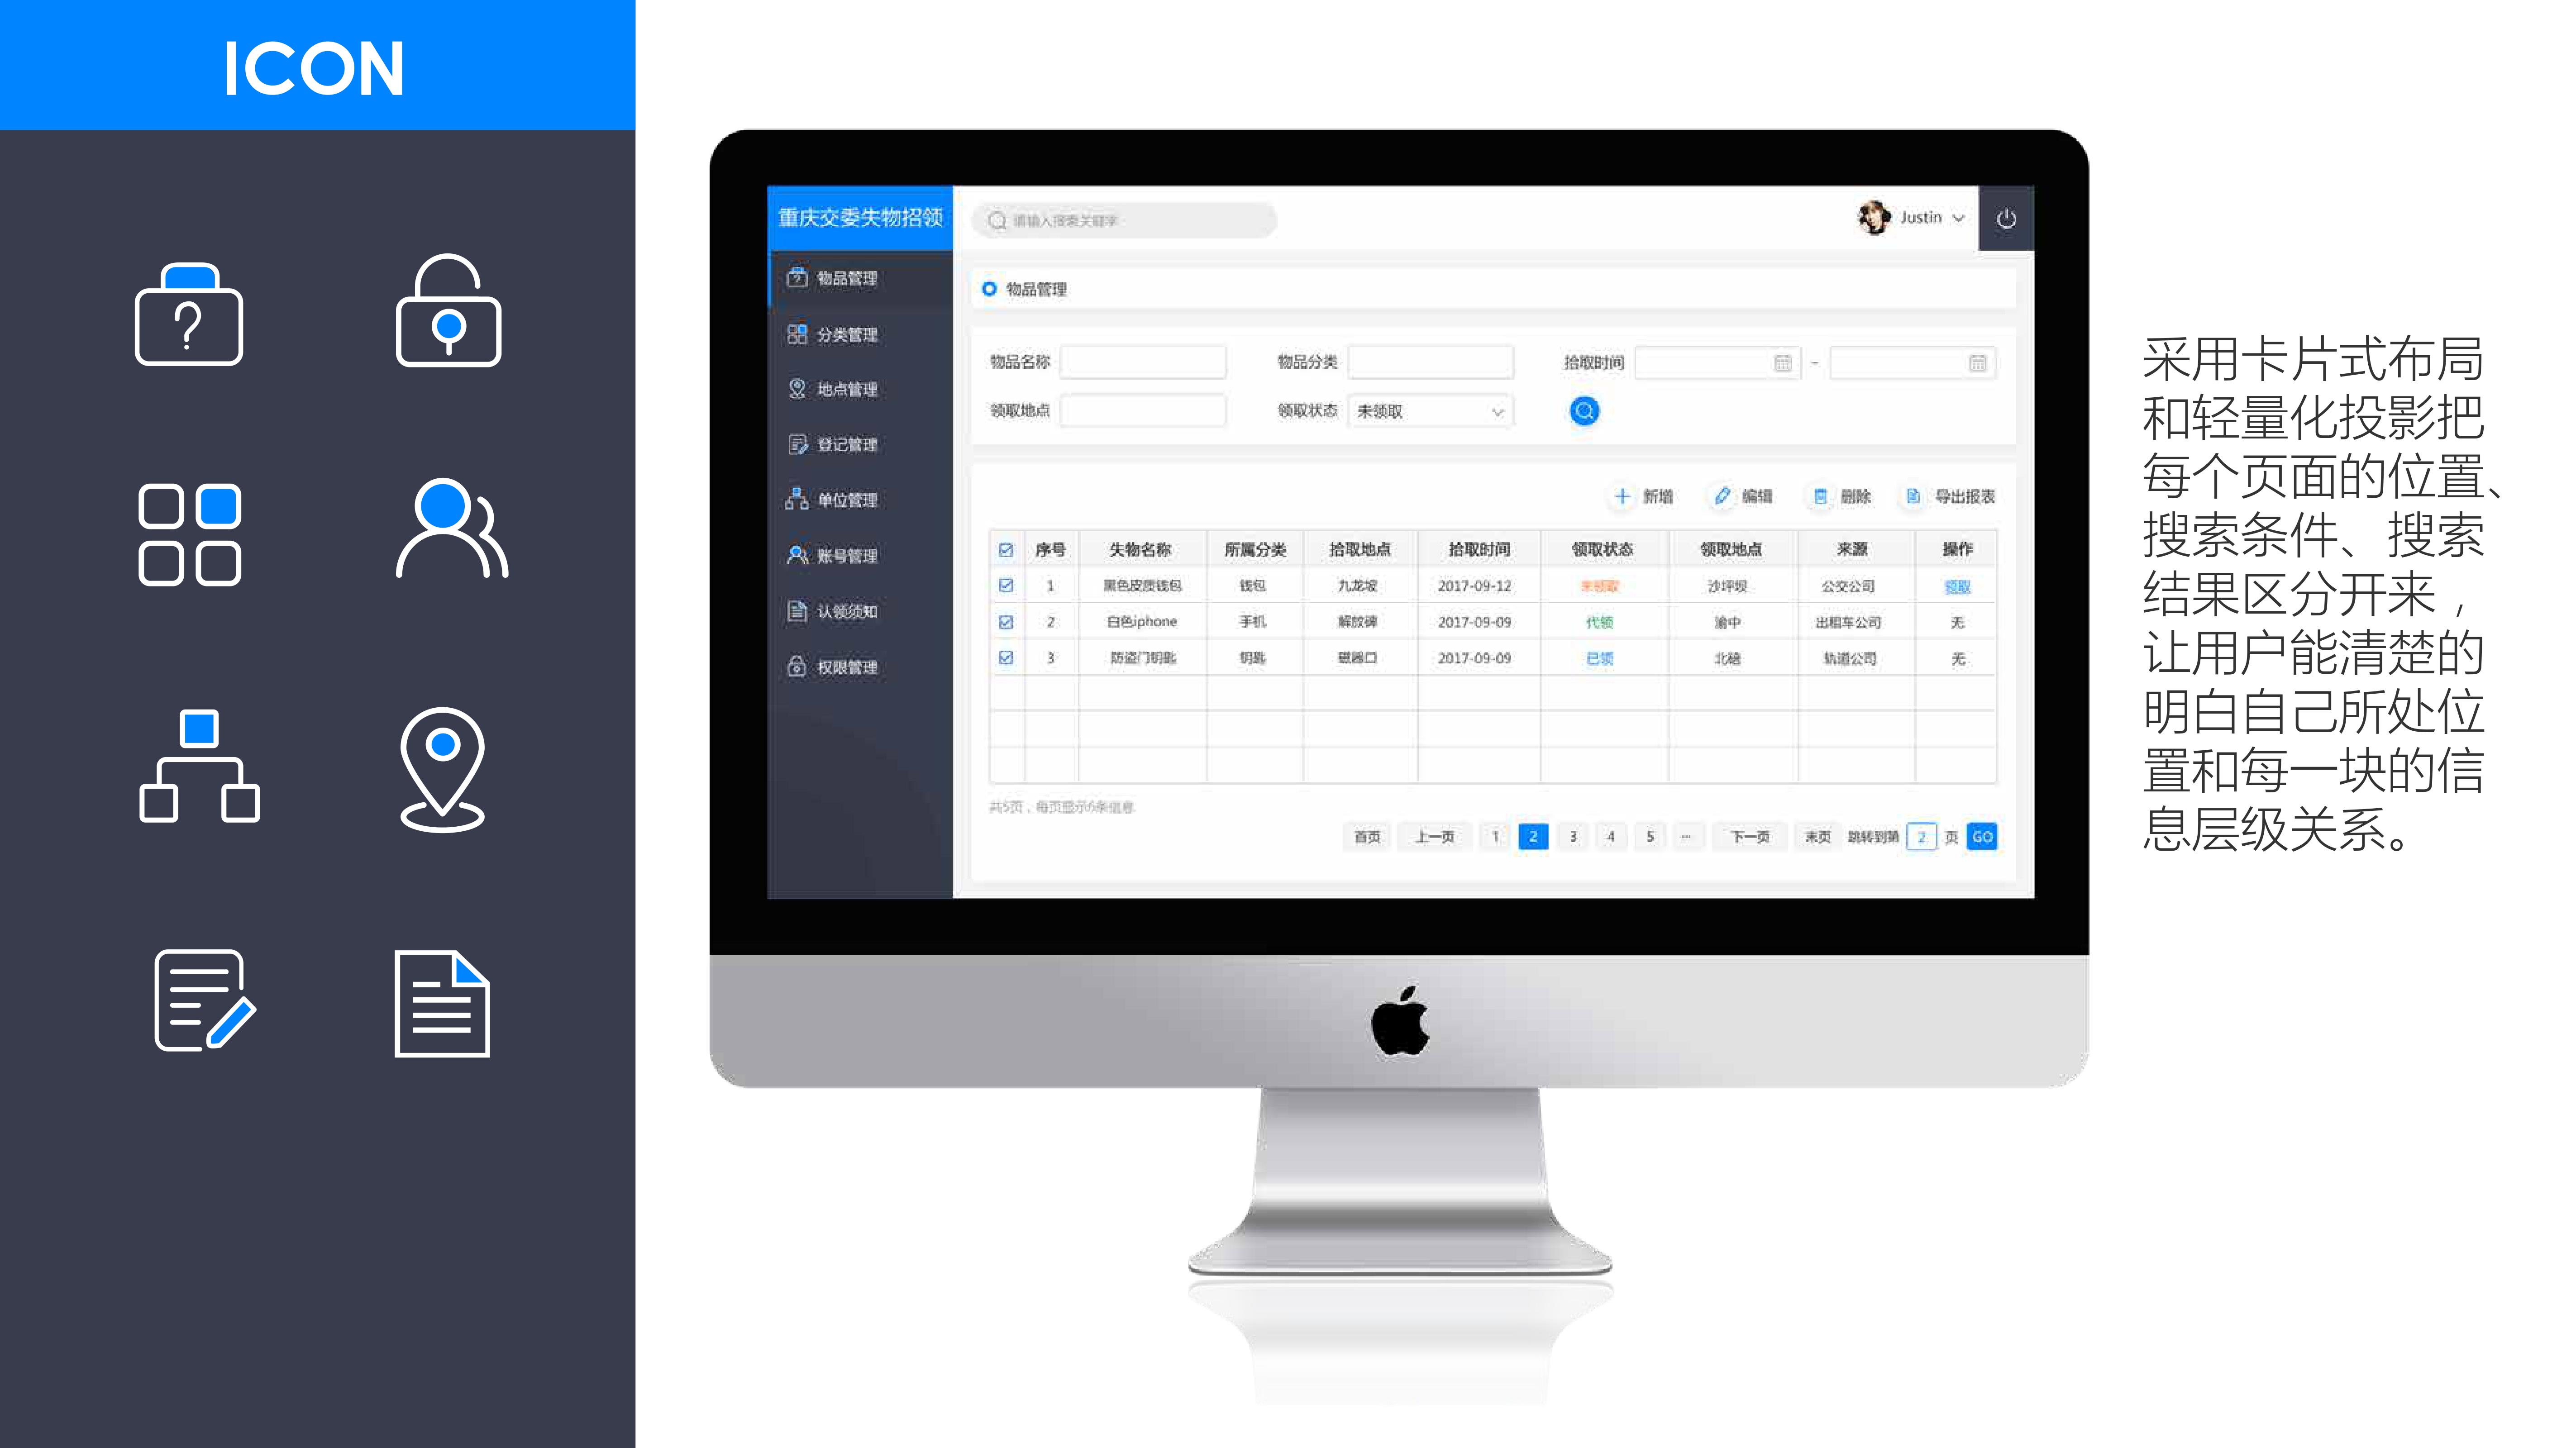 ICON
?
重庆交委失物招领
请输入搜索关键字
Justin
物品管理
分类管理
地点管理
登记管理
单位管理
账号管理
认领须知
权限管理
物品管理
物品名称 物品分类 拾取时间 -
领取地点 领取状态 未领取
新增 编辑 删除 导出报表
序号 失物名称 所属分类 拾取地点 拾取时间 领取状态 领取地点 来源 操作
1 黑色皮质钱包 钱包 九龙坡 2017-09-12 未领取 沙坪坝 公交公司 领取
2 白色iphone 手机 解放碑 2017-09-09 代领 渝中 出租车公司 无
3 防盗门钥匙 钥匙 磁器口 2017-09-09 已领 北碚 轨道公司 无
共5页，每页显示6条信息
首页 上一页 1 2 3 4 5 ... 下一页 末页 跳转到第 2 页 GO
采用卡片式布局
和轻量化投影把
每个页面的位置、
搜索条件、搜索
结果区分开来，
让用户能清楚的
明白自己所处位
置和每一块的信
息层级关系。